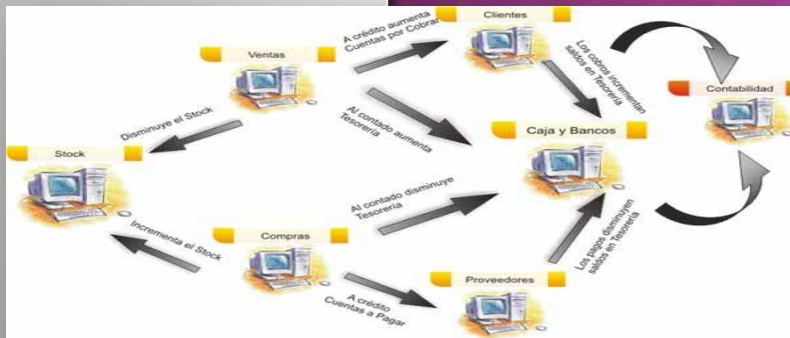 Clientes
A crédito aumenta
Cuentas por Cobrar
Ventas
Los cobros incrementan
saldos en Tesorería
Contabilidad
Disminuye el Stock
Al contado aumenta
Tesorería
Caja y Bancos
Stock
Al contado disminuye
Tesorería
Compras
Incrementa el Stock
Los pagos disminuyen
saldos en Tesorería
Proveedores
A crédito
Cuentas a Pagar